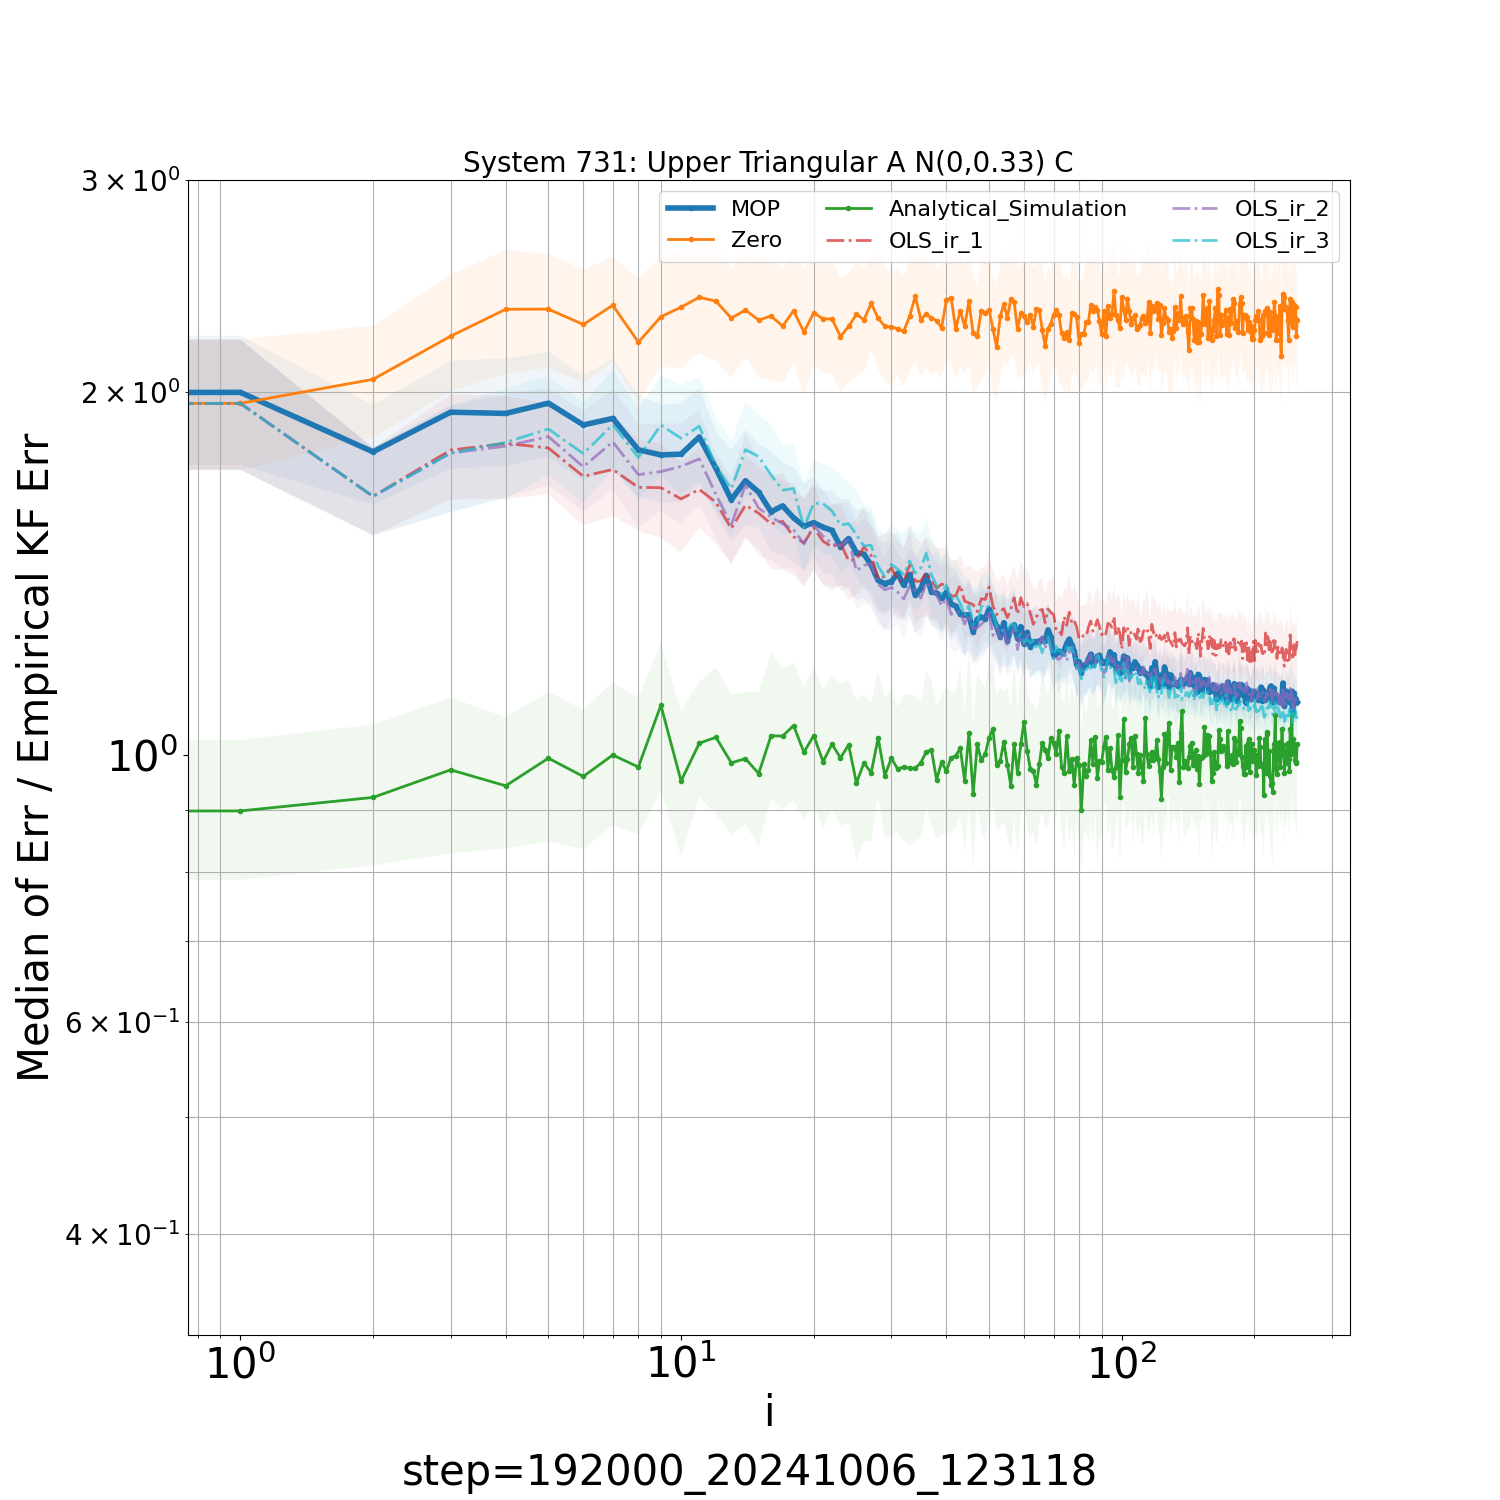 System 731: Upper Triangular A N(0,0.33) C
MOP
Zero
Analytical_Simulation
OLS_ir_1
OLS_ir_2
OLS_ir_3
Median of Err / Empirical KF Err
3 × 10⁰
2 × 10⁰
10⁰
6 × 10⁻¹
4 × 10⁻¹
10⁰ 10¹ 10²
i
step=192000_20241006_123118